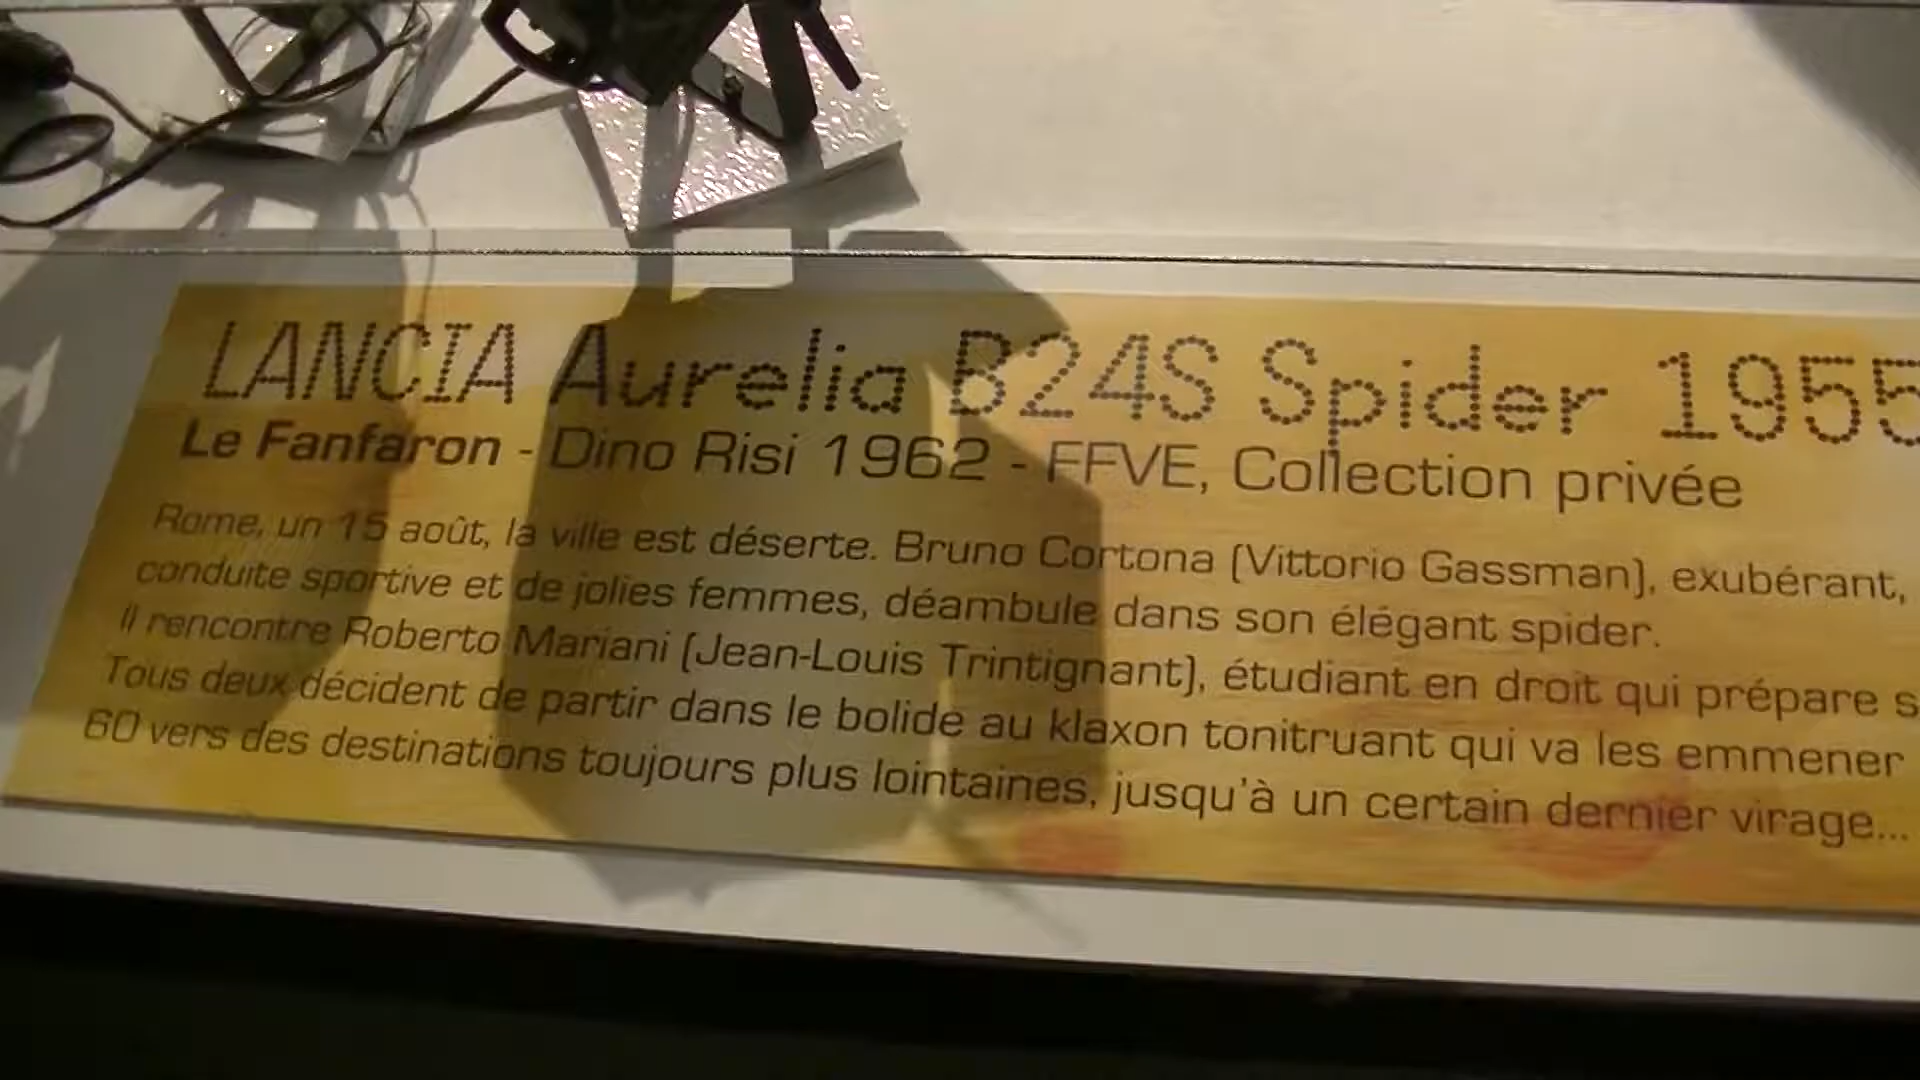 LANCIA Aurelia B24S Spider 1955
Le Fanfaron - Dino Risi 1962 - FFVE, Collection privée
Rome, un 15 août, la ville est déserte. Bruno Cortona (Vittorio Gassman), exubérant,
conduite sportive et de jolies femmes, déambule dans son élégant spider.
Il rencontre Roberto Mariani (Jean-Louis Trintignant), étudiant en droit qui prépare s
Tous deux décident de partir dans le bolide au klaxon tonitruant qui va les emmener
60 vers des destinations toujours plus lointaines, jusqu'à un certain dernier virage...